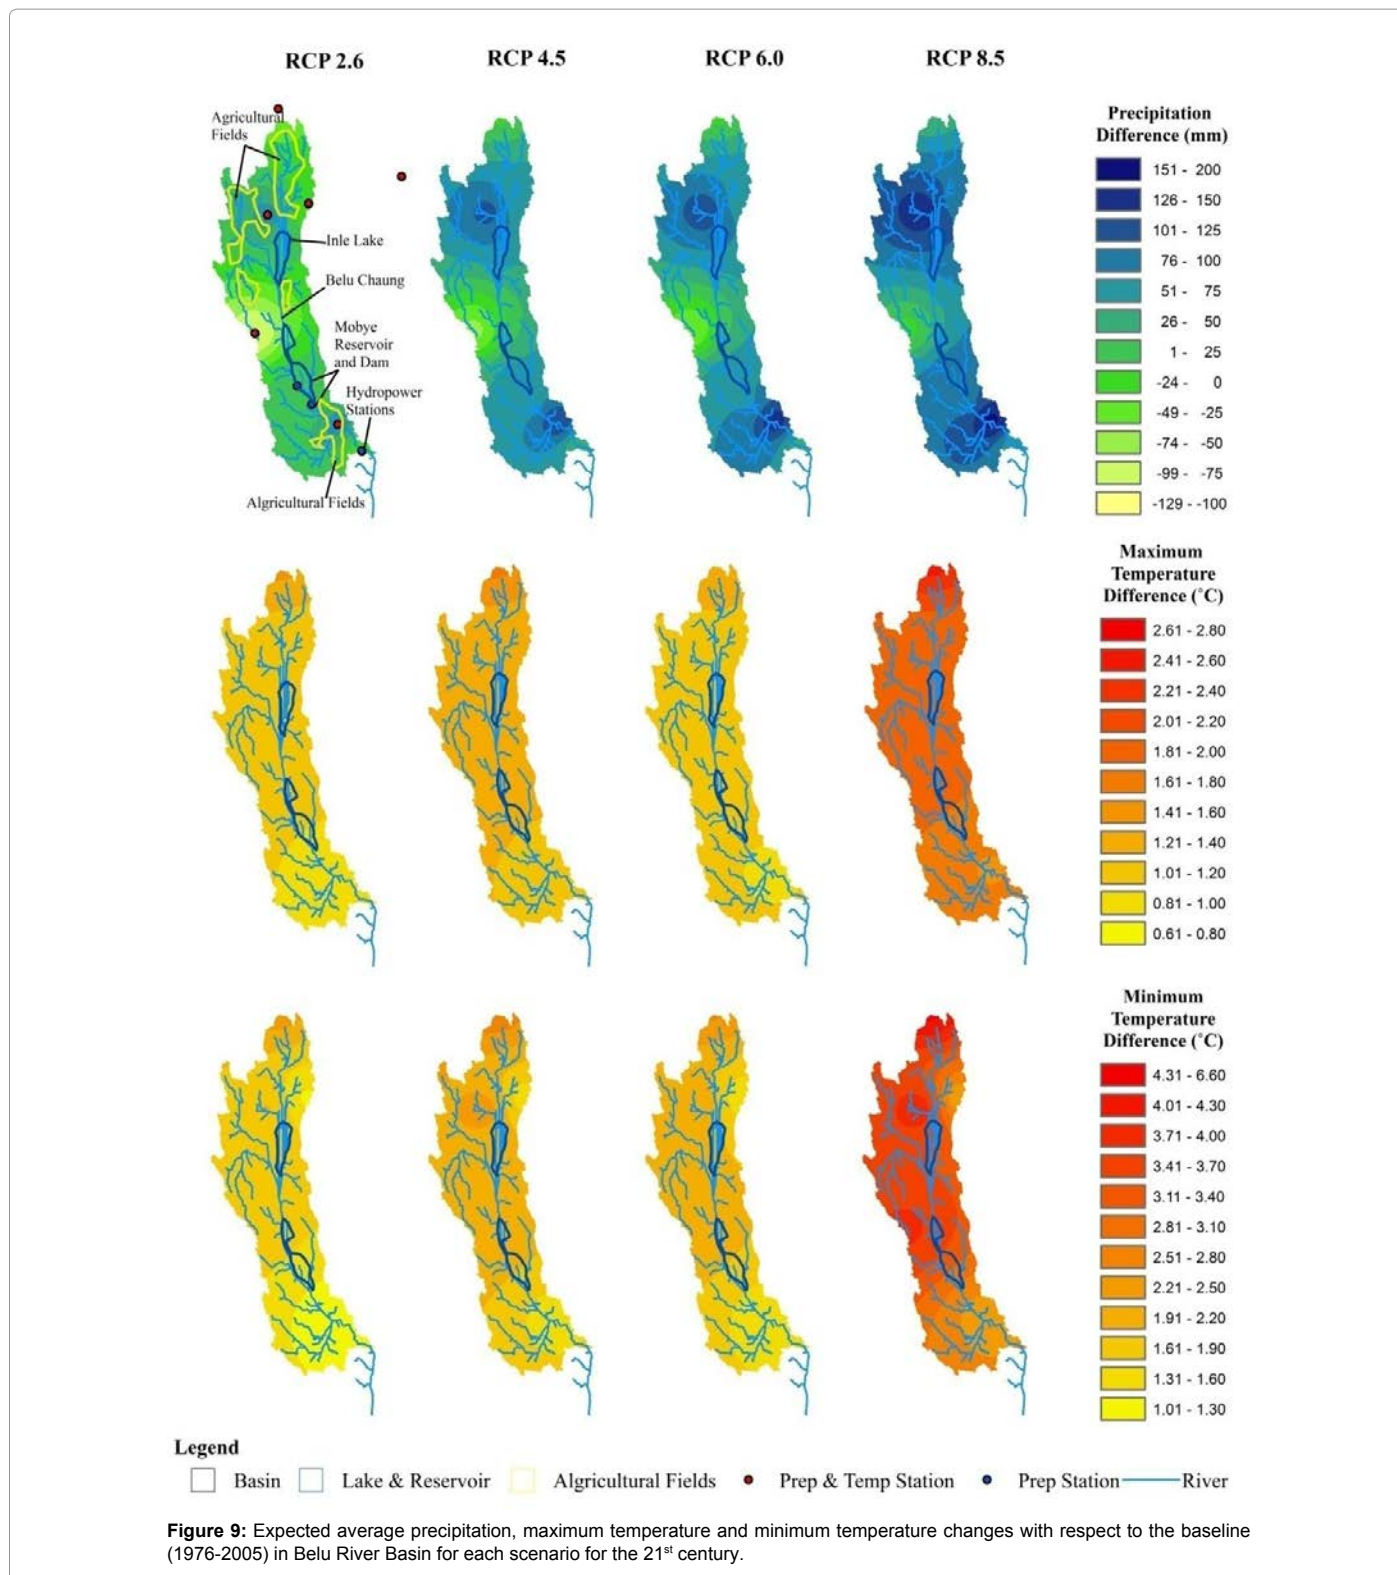 RCP 2.6
RCP 4.5
RCP 6.0
RCP 8.5
Agricultural
Fields
Inle Lake
Belu Chaung
Mobye
Reservoir
and Dam
Hydropower
Stations
Algricultural Fields
Precipitation
Difference (mm)
151 - 200
126 - 150
101 - 125
76 - 100
51 - 75
26 - 50
1 - 25
-24 - 0
-49 - -25
-74 - -50
-99 - -75
-129 - -100
Maximum
Temperature
Difference (˚C)
2.61 - 2.80
2.41 - 2.60
2.21 - 2.40
2.01 - 2.20
1.81 - 2.00
1.61 - 1.80
1.41 - 1.60
1.21 - 1.40
1.01 - 1.20
0.81 - 1.00
0.61 - 0.80
Minimum
Temperature
Difference (˚C)
4.31 - 6.60
4.01 - 4.30
3.71 - 4.00
3.41 - 3.70
3.11 - 3.40
2.81 - 3.10
2.51 - 2.80
2.21 - 2.50
1.91 - 2.20
1.61 - 1.90
1.31 - 1.60
1.01 - 1.30
Legend
Basin
Lake & Reservoir
Algricultural Fields
Prep & Temp Station
Prep Station
River
Figure 9: Expected average precipitation, maximum temperature and minimum temperature changes with respect to the baseline
(1976-2005) in Belu River Basin for each scenario for the 21st century.